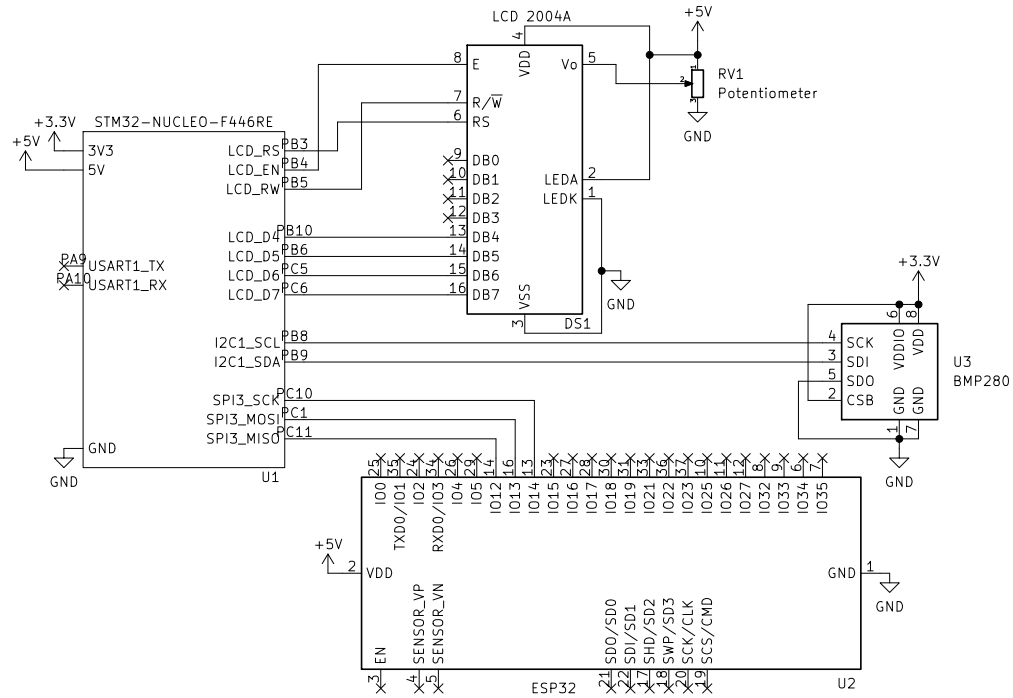 LCD 2004A
+5V
4
VDD
8
E
Vo
5
1
2
3
RV1
Potentiometer
GND
7
R/W
6
RS
STM32-NUCLEO-F446RE
+3.3V
+5V
3V3
5V
LCD_RS
PB3
LCD_EN
PB4
LCD_RW
PB5
9
DB0
10
DB1
11
DB2
12
DB3
LEDA
2
LEDK
1
LCD_D4
PB10
13
DB4
LCD_D5
PB6
14
DB5
LCD_D6
PC5
15
DB6
LCD_D7
PC6
16
DB7
PA9
USART1_TX
PA10
USART1_RX
VSS
3
DS1
GND
+3.3V
6
8
VDDIO
VDD
I2C1_SCL
PB8
4
SCK
I2C1_SDA
PB9
3
SDI
5
SDO
2
CSB
GND
GND
1
7
U3
BMP280
GND
SPI3_SCK
PC10
SPI3_MOSI
PC1
SPI3_MISO
PC11
GND
GND
U1
25
35
24
34
26
29
14
16
13
23
27
28
30
31
33
36
37
10
11
12
8
9
6
7
IO0
TXD0/IO1
IO2
RXD0/IO3
IO4
IO5
IO12
IO13
IO14
IO15
IO16
IO17
IO18
IO19
IO21
IO22
IO23
IO25
IO26
IO27
IO32
IO33
IO34
IO35
+5V
2
VDD
GND
1
GND
EN
SENSOR_VP
SENSOR_VN
SDO/SD0
SDI/SD1
SHD/SD2
SWP/SD3
SCK/CLK
SCS/CMD
3
4
5
21
22
17
18
20
19
ESP32
U2